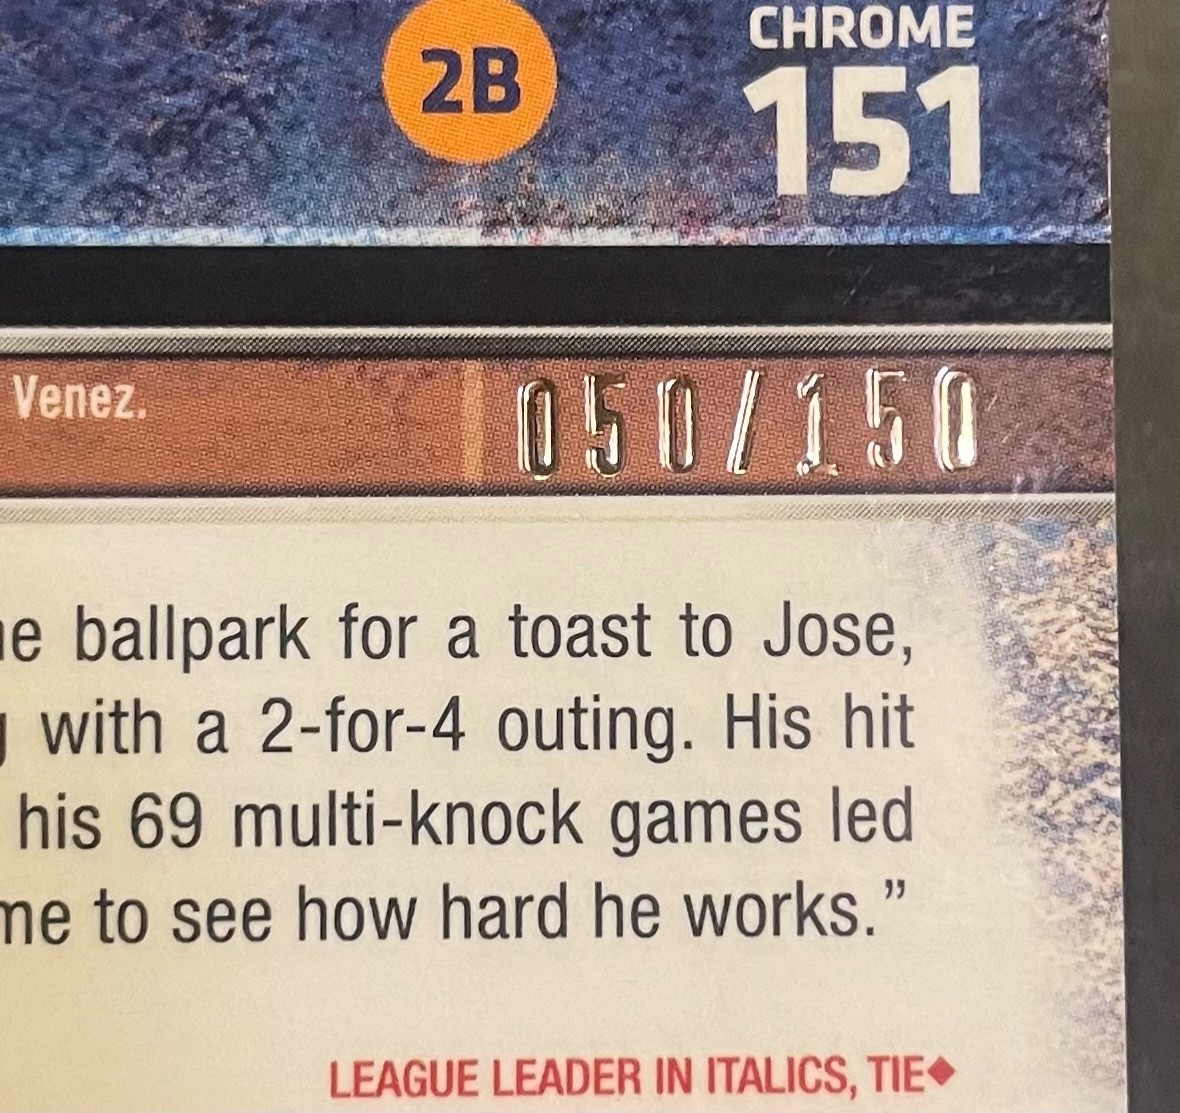 2B
CHROME
151
Venez.
050/150
ballpark for a toast to Jose,
with a 2-for-4 outing. His hit
his 69 multi-knock games led
to see how hard he works.”
LEAGUE LEADER IN ITALICS, TIE◆